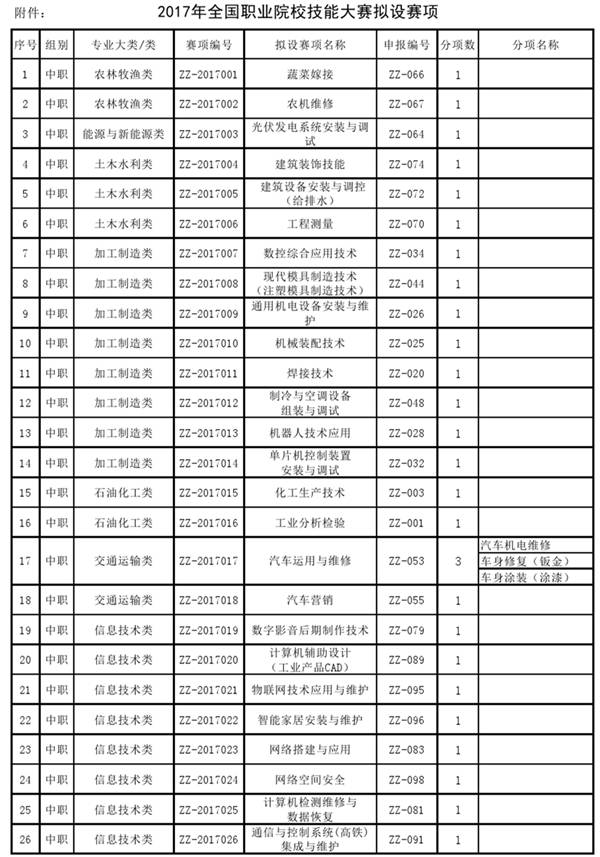 附件：
2017年全国职业院校技能大赛拟设赛项
序号 组别 专业大类/类 赛项编号 拟设赛项名称 申报编号 分项数 分项名称
1 中职 农林牧渔类 ZZ-2017001 蔬菜嫁接 ZZ-066 1
2 中职 农林牧渔类 ZZ-2017002 农机维修 ZZ-067 1
3 中职 能源与新能源类 ZZ-2017003 光伏发电系统安装与调
试 ZZ-064 1
4 中职 土木水利类 ZZ-2017004 建筑装饰技能 ZZ-074 1
5 中职 土木水利类 ZZ-2017005 建筑设备安装与调控
（给排水） ZZ-072 1
6 中职 土木水利类 ZZ-2017006 工程测量 ZZ-070 1
7 中职 加工制造类 ZZ-2017007 数控综合应用技术 ZZ-034 1
8 中职 加工制造类 ZZ-2017008 现代模具制造技术
（注塑模具制造技术） ZZ-044 1
9 中职 加工制造类 ZZ-2017009 通用机电设备安装与维
护 ZZ-026 1
10 中职 加工制造类 ZZ-2017010 机械装配技术 ZZ-025 1
11 中职 加工制造类 ZZ-2017011 焊接技术 ZZ-020 1
12 中职 加工制造类 ZZ-2017012 制冷与空调设备
组装与调试 ZZ-048 1
13 中职 加工制造类 ZZ-2017013 机器人技术应用 ZZ-028 1
14 中职 加工制造类 ZZ-2017014 单片机控制装置
安装与调试 ZZ-032 1
15 中职 石油化工类 ZZ-2017015 化工生产技术 ZZ-003 1
16 中职 石油化工类 ZZ-2017016 工业分析检验 ZZ-001 1
17 中职 交通运输类 ZZ-2017017 汽车运用与维修 ZZ-053 3 汽车机电维修
车身修复（钣金）
车身涂装（涂漆）
18 中职 交通运输类 ZZ-2017018 汽车营销 ZZ-055 1
19 中职 信息技术类 ZZ-2017019 数字影音后期制作技术 ZZ-079 1
20 中职 信息技术类 ZZ-2017020 计算机辅助设计
（工业产品CAD） ZZ-089 1
21 中职 信息技术类 ZZ-2017021 物联网技术应用与维护 ZZ-095 1
22 中职 信息技术类 ZZ-2017022 智能家居安装与维护 ZZ-096 1
23 中职 信息技术类 ZZ-2017023 网络搭建与应用 ZZ-083 1
24 中职 信息技术类 ZZ-2017024 网络空间安全 ZZ-098 1
25 中职 信息技术类 ZZ-2017025 计算机检测维修与
数据恢复 ZZ-081 1
26 中职 信息技术类 ZZ-2017026 通信与控制系统(高铁)
集成与维护 ZZ-091 1